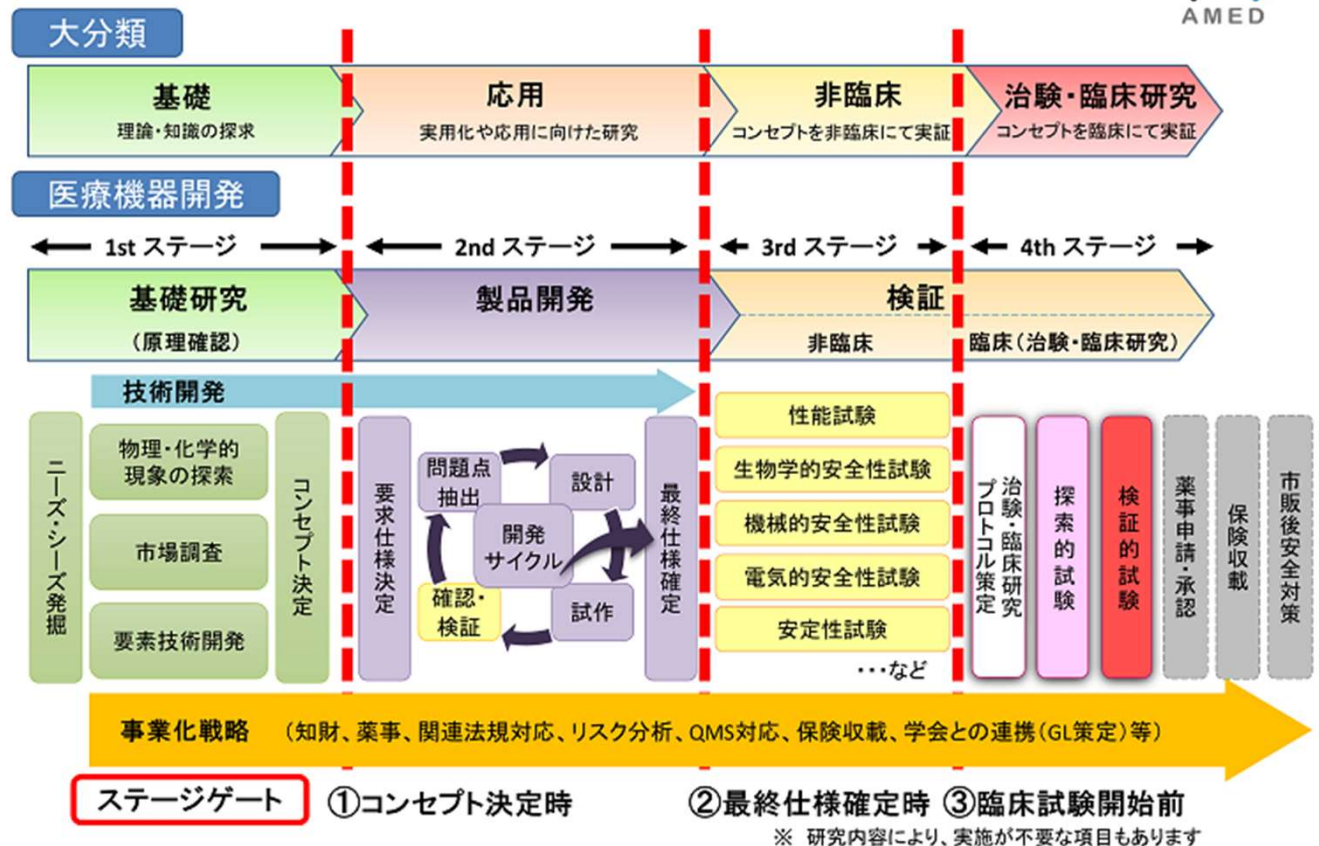 AMED
大分類
基礎
理論・知識の探求
応用
実用化や応用に向けた研究
非臨床
コンセプトを非臨床にて実証
治験・臨床研究
コンセプトを臨床にて実証
医療機器開発
1st ステージ
2nd ステージ
3rd ステージ
4th ステージ
基礎研究
(原理確認)
製品開発
検証
非臨床
臨床(治験・臨床研究)
技術開発
ニーズ・シーズ発掘
物理・化学的
現象の探索
市場調査
要素技術開発
コンセプト決定
要求仕様決定
問題点
抽出
設計
開発
サイクル
確認・
検証
試作
最終仕様確定
性能試験
生物学的安全性試験
機械的安全性試験
電気的安全性試験
安定性試験
・・・など
治験・臨床研究
プロトコル策定
探索的試験
検証的試験
薬事申請・承認
保険収載
市販後安全対策
事業化戦略 (知財、薬事、関連法規対応、リスク分析、QMS対応、保険収載、学会との連携(GL策定)等)
ステージゲート
①コンセプト決定時
②最終仕様確定時
③臨床試験開始前
※ 研究内容により、実施が不要な項目もあります